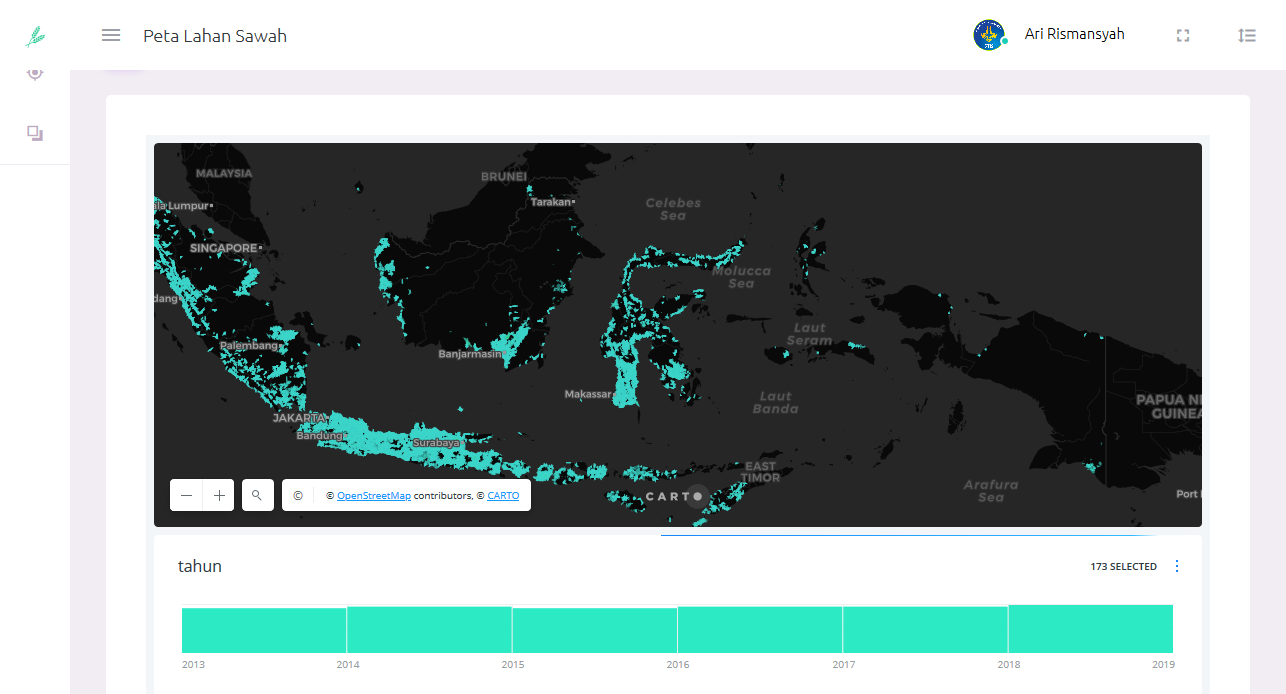 Peta Lahan Sawah
Ari Rismansyah
MALAYSIA
BRUNEI
Tarakan
Celebes
Sea
ala Lumpur
SINGAPORE
Molucca
Sea
dang
Laut
Seram
Palembang
Banjarmasin
Makassar
Laut
Banda
PAPUA N
GUINEA
JAKARTA
Bandung
Surabaya
EAST
TIMOR
Arafura
Sea
Port
CARTO
© © OpenStreetMap contributors, © CARTO
tahun
173 SELECTED
2013 2014 2015 2016 2017 2018 2019